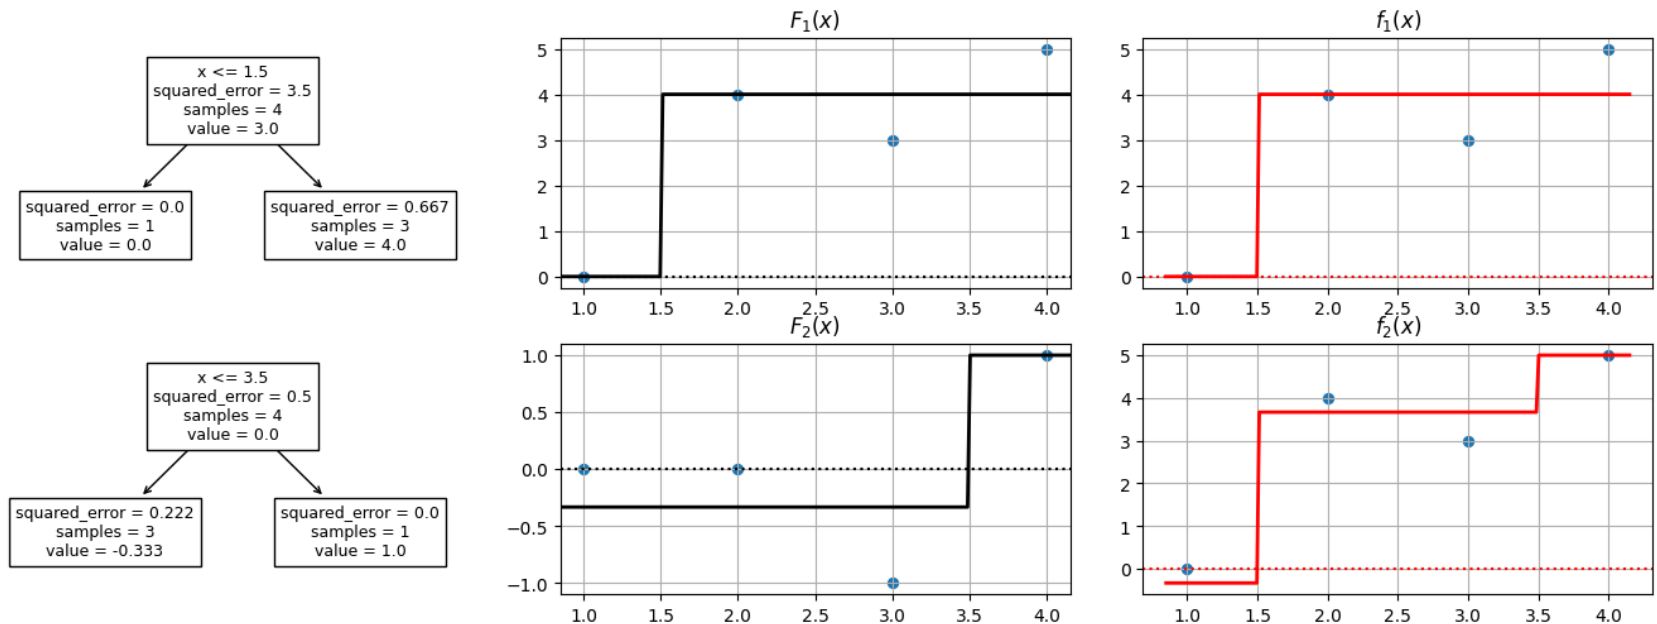 x <= 1.5
squared_error = 3.5
samples = 4
value = 3.0
squared_error = 0.0
samples = 1
value = 0.0
squared_error = 0.667
samples = 3
value = 4.0
F₁(x)
5
4
3
2
1
0
1.0 1.5 2.0 2.5 3.0 3.5 4.0
f₁(x)
5
4
3
2
1
0
1.0 1.5 2.0 2.5 3.0 3.5 4.0
x <= 3.5
squared_error = 0.5
samples = 4
value = 0.0
squared_error = 0.222
samples = 3
value = -0.333
squared_error = 0.0
samples = 1
value = 1.0
F₂(x)
1.0
0.5
0.0
−0.5
−1.0
1.0 1.5 2.0 2.5 3.0 3.5 4.0
f₂(x)
5
4
3
2
1
0
1.0 1.5 2.0 2.5 3.0 3.5 4.0